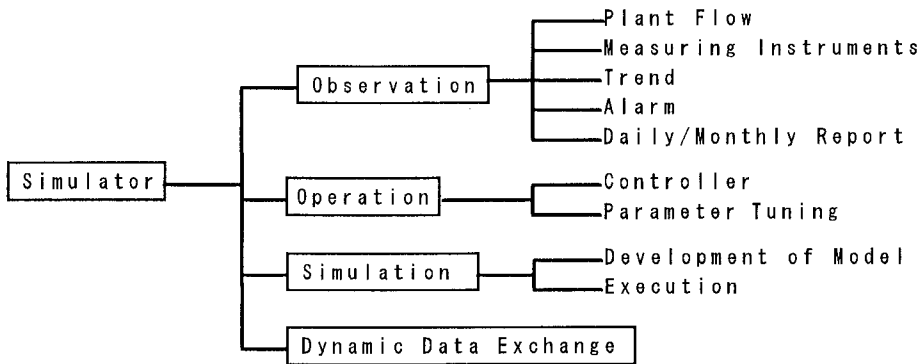 Plant Flow
Measuring Instruments
Observation
Trend
Alarm
Daily/Monthly Report
Simulator
Controller
Operation
Parameter Tuning
Development of Model
Simulation
Execution
Dynamic Data Exchange